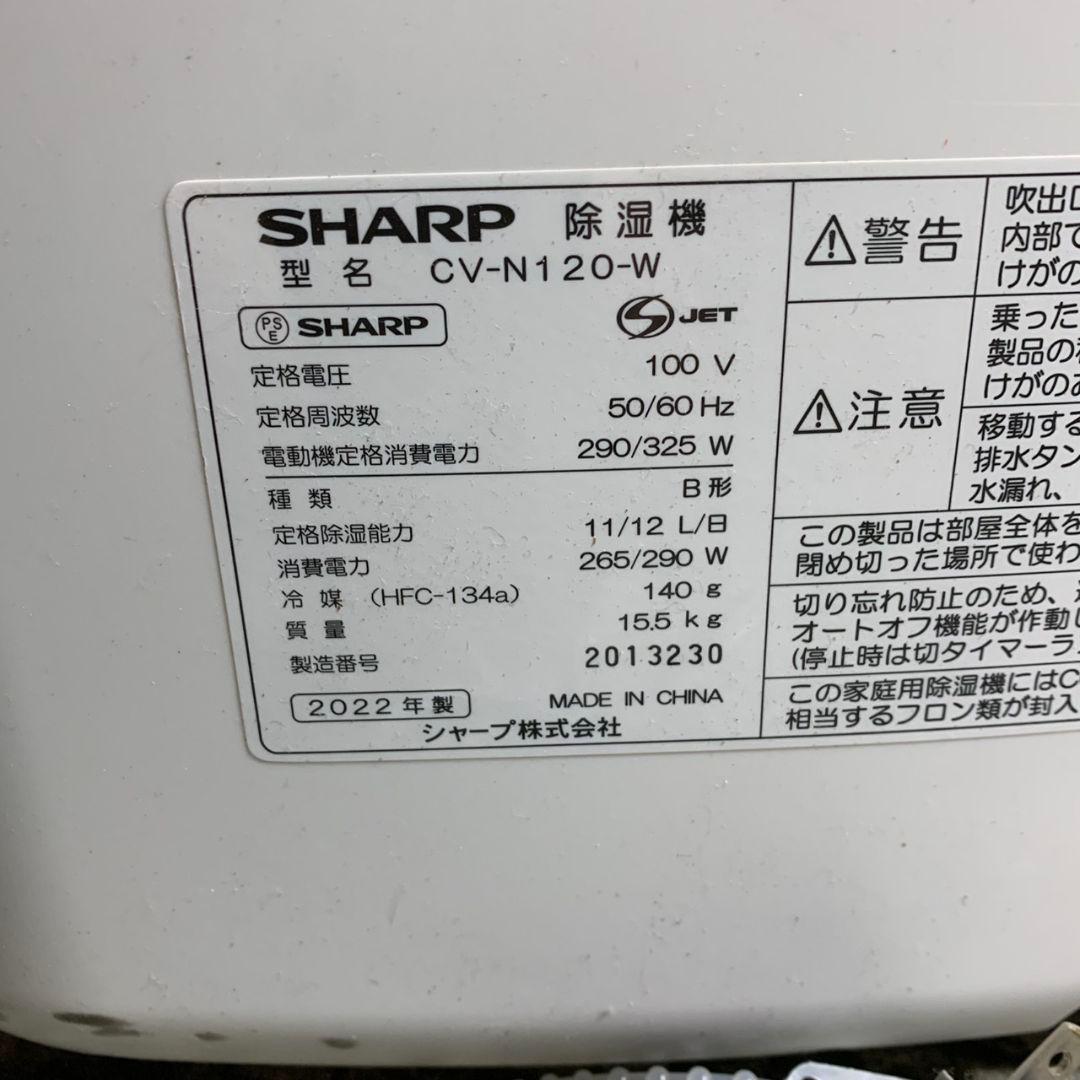 SHARP 除湿機
型名 CV-N120-W
PSE SHARP
S JET
定格電圧 100 V
定格周波数 50/60 Hz
電動機定格消費電力 290/325 W
種類 B形
定格除湿能力 11/12 L/日
消費電力 265/290 W
冷媒 (HFC-134a) 140 g
質量 15.5 kg
製造番号 2013230
2022年製 MADE IN CHINA
シャープ株式会社
⚠警告
吹出口
内部で
けがの
⚠注意
乗った
製品の
けがのお
移動する
排水タン
水漏れ、
この製品は部屋全体を
閉め切った場所で使わ
切り忘れ防止のため、
オートオフ機能が作動し
(停止時は切タイマーラ
この家庭用除湿機にはC
相当するフロン類が封入